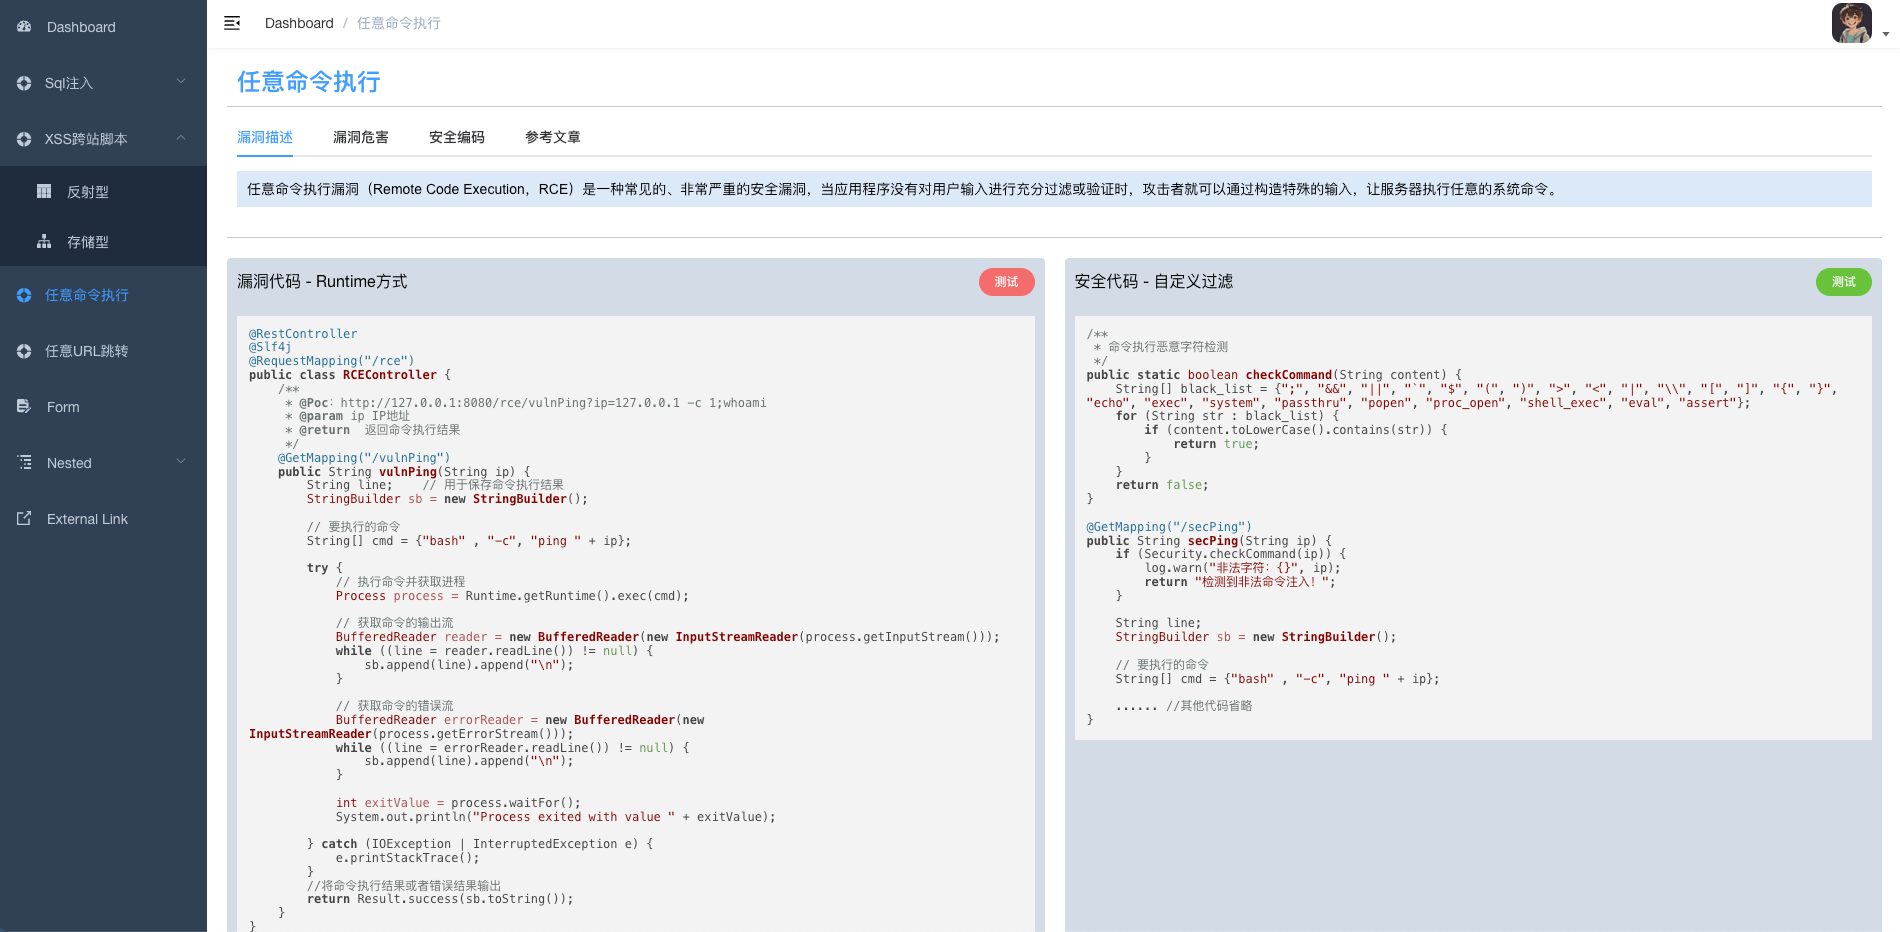 Dashboard
Sql注入
XSS跨站脚本
反射型
存储型
任意命令执行
任意URL跳转
Form
Nested
External Link
Dashboard / 任意命令执行
任意命令执行
漏洞描述 漏洞危害 安全编码 参考文章
任意命令执行漏洞（Remote Code Execution，RCE）是一种常见的、非常严重的安全漏洞，当应用程序没有对用户输入进行充分过滤或验证时，攻击者就可以通过构造特殊的输入，让服务器执行任意的系统命令。
漏洞代码 - Runtime方式 测试
@RestController
@Slf4j
@RequestMapping("/rce")
public class RCEController {
    /**
     * @Poc：http://127.0.0.1:8080/rce/vulnPing?ip=127.0.0.1 -c 1;whoami
     * @param ip IP地址
     * @return  返回命令执行结果
     */
    @GetMapping("/vulnPing")
    public String vulnPing(String ip) {
        String line;    // 用于保存命令执行结果
        StringBuilder sb = new StringBuilder();

        // 要执行的命令
        String[] cmd = {"bash" , "-c", "ping " + ip};

        try {
            // 执行命令并获取进程
            Process process = Runtime.getRuntime().exec(cmd);

            // 获取命令的输出流
            BufferedReader reader = new BufferedReader(new InputStreamReader(process.getInputStream()));
            while ((line = reader.readLine()) != null) {
                sb.append(line).append("\n");
            }

            // 获取命令的错误流
            BufferedReader errorReader = new BufferedReader(new
InputStreamReader(process.getErrorStream()));
            while ((line = errorReader.readLine()) != null) {
                sb.append(line).append("\n");
            }

            int exitValue = process.waitFor();
            System.out.println("Process exited with value " + exitValue);

        } catch (IOException | InterruptedException e) {
            e.printStackTrace();
        }
        //将命令执行结果或者错误结果输出
        return Result.success(sb.toString());
    }
}
安全代码 - 自定义过滤 测试
/**
 * 命令执行恶意字符检测
 */
public static boolean checkCommand(String content) {
    String[] black_list = {";", "&&", "||", "`", "$", "(", ")", ">", "<", "|", "\\", "[", "]", "{", "}",
"echo", "exec", "system", "passthru", "popen", "proc_open", "shell_exec", "eval", "assert"};
    for (String str : black_list) {
        if (content.toLowerCase().contains(str)) {
            return true;
        }
    }
    return false;
}

@GetMapping("/secPing")
public String secPing(String ip) {
    if (Security.checkCommand(ip)) {
        log.warn("非法字符：{}", ip);
        return "检测到非法命令注入！";
    }

    String line;
    StringBuilder sb = new StringBuilder();

    // 要执行的命令
    String[] cmd = {"bash" , "-c", "ping " + ip};

    ...... //其他代码省略
}